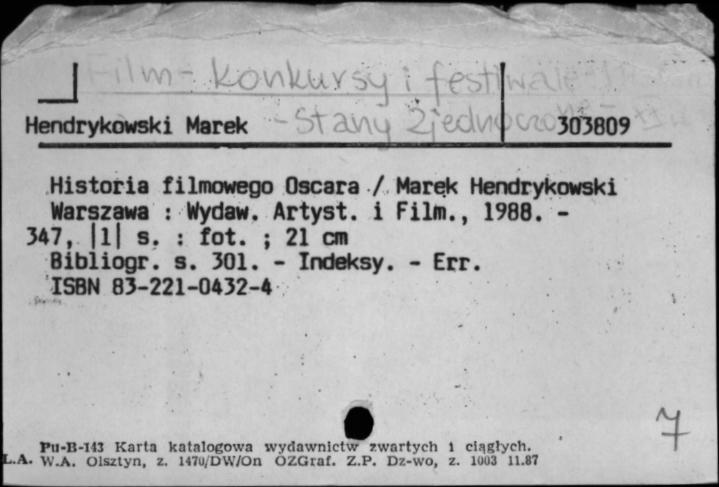 Film - konkursy i festiwale
- Stany Zjednoczone -
Hendrykowski Marek 303809
Historia filmowego Oscara / Marek Hendrykowski
Warszawa : Wydaw. Artyst. i Film., 1988. -
347, |1| s. : fot. ; 21 cm
Bibliogr. s. 301. - Indeksy. - Err.
ISBN 83-221-0432-4
7
Pu-B-143 Karta katalogowa wydawnictw zwartych i ciągłych.
L.A. W.A. Olsztyn, z. 1470/DW/On OZGraf. Z.P. Dz-wo, z. 1003 11.87